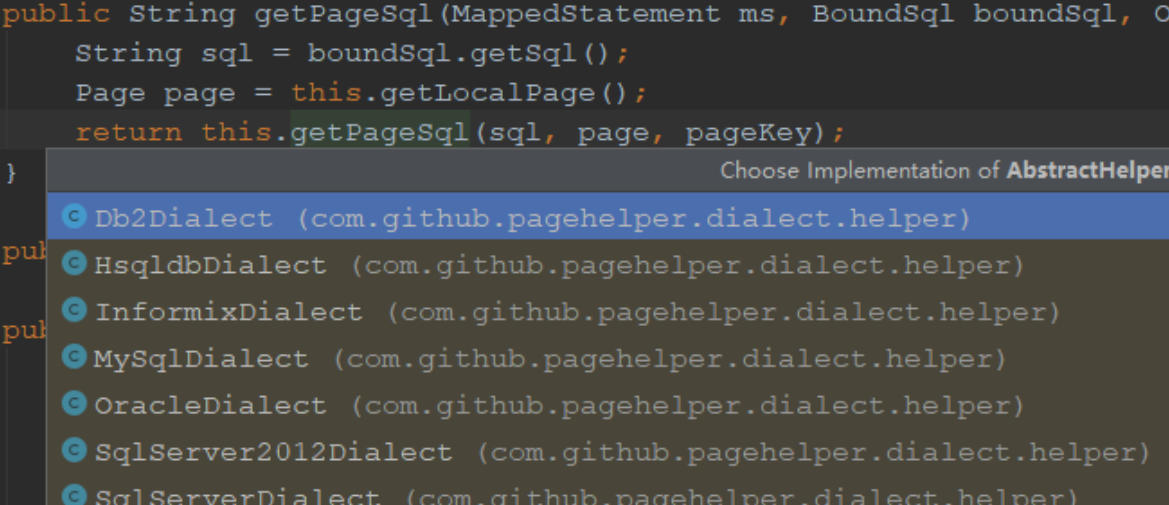 public String getPageSql(MappedStatement ms, BoundSql boundSql,
String sql = boundSql.getSql();
Page page = this.getLocalPage();
return this.getPageSql(sql, page, pageKey);
}
Choose Implementation of AbstractHelper
C Db2Dialect (com.github.pagehelper.dialect.helper)
pub
C HsqldbDialect (com.github.pagehelper.dialect.helper)
C InformixDialect (com.github.pagehelper.dialect.helper)
pub
C MySqlDialect (com.github.pagehelper.dialect.helper)
C OracleDialect (com.github.pagehelper.dialect.helper)
C SqlServer2012Dialect (com.github.pagehelper.dialect.helper)
C SqlServerDialect (com.github.pagehelper.dialect.helper)